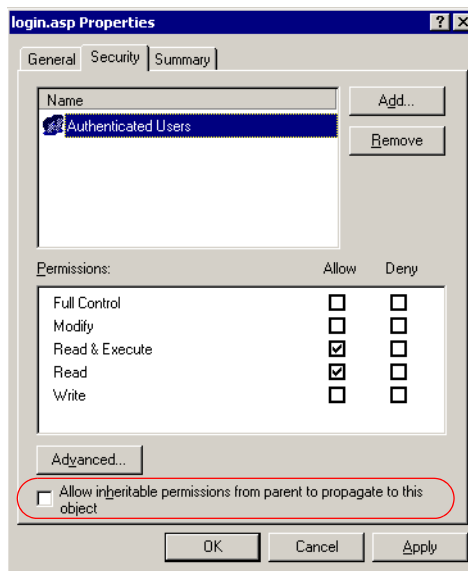 login.asp Properties
General Security Summary
Name
Add...
Authenticated Users
Remove
Permissions: Allow Deny
Full Control
Modify
Read & Execute
Read
Write
Advanced...
Allow inheritable permissions from parent to propagate to this
object
OK Cancel Apply